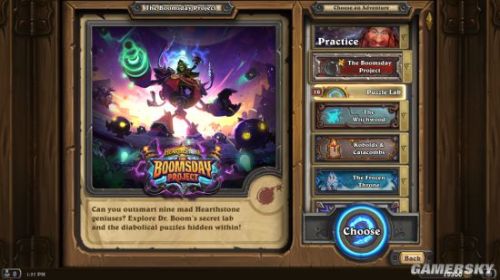 The Boomsday Project
Choose an Adventure
HEARTHSTONE
THE
BOOMSDAY
PROJECT
Can you outsmart nine mad Hearthstone
geniuses? Explore Dr. Boom's secret lab
and the diabolical puzzles hidden within!
Practice
The Boomsday
Project
Puzzle Lab
The
Witchwood
Kobolds &
Catacombs
The Frozen
Throne
Choose
Back
GAMERSKY